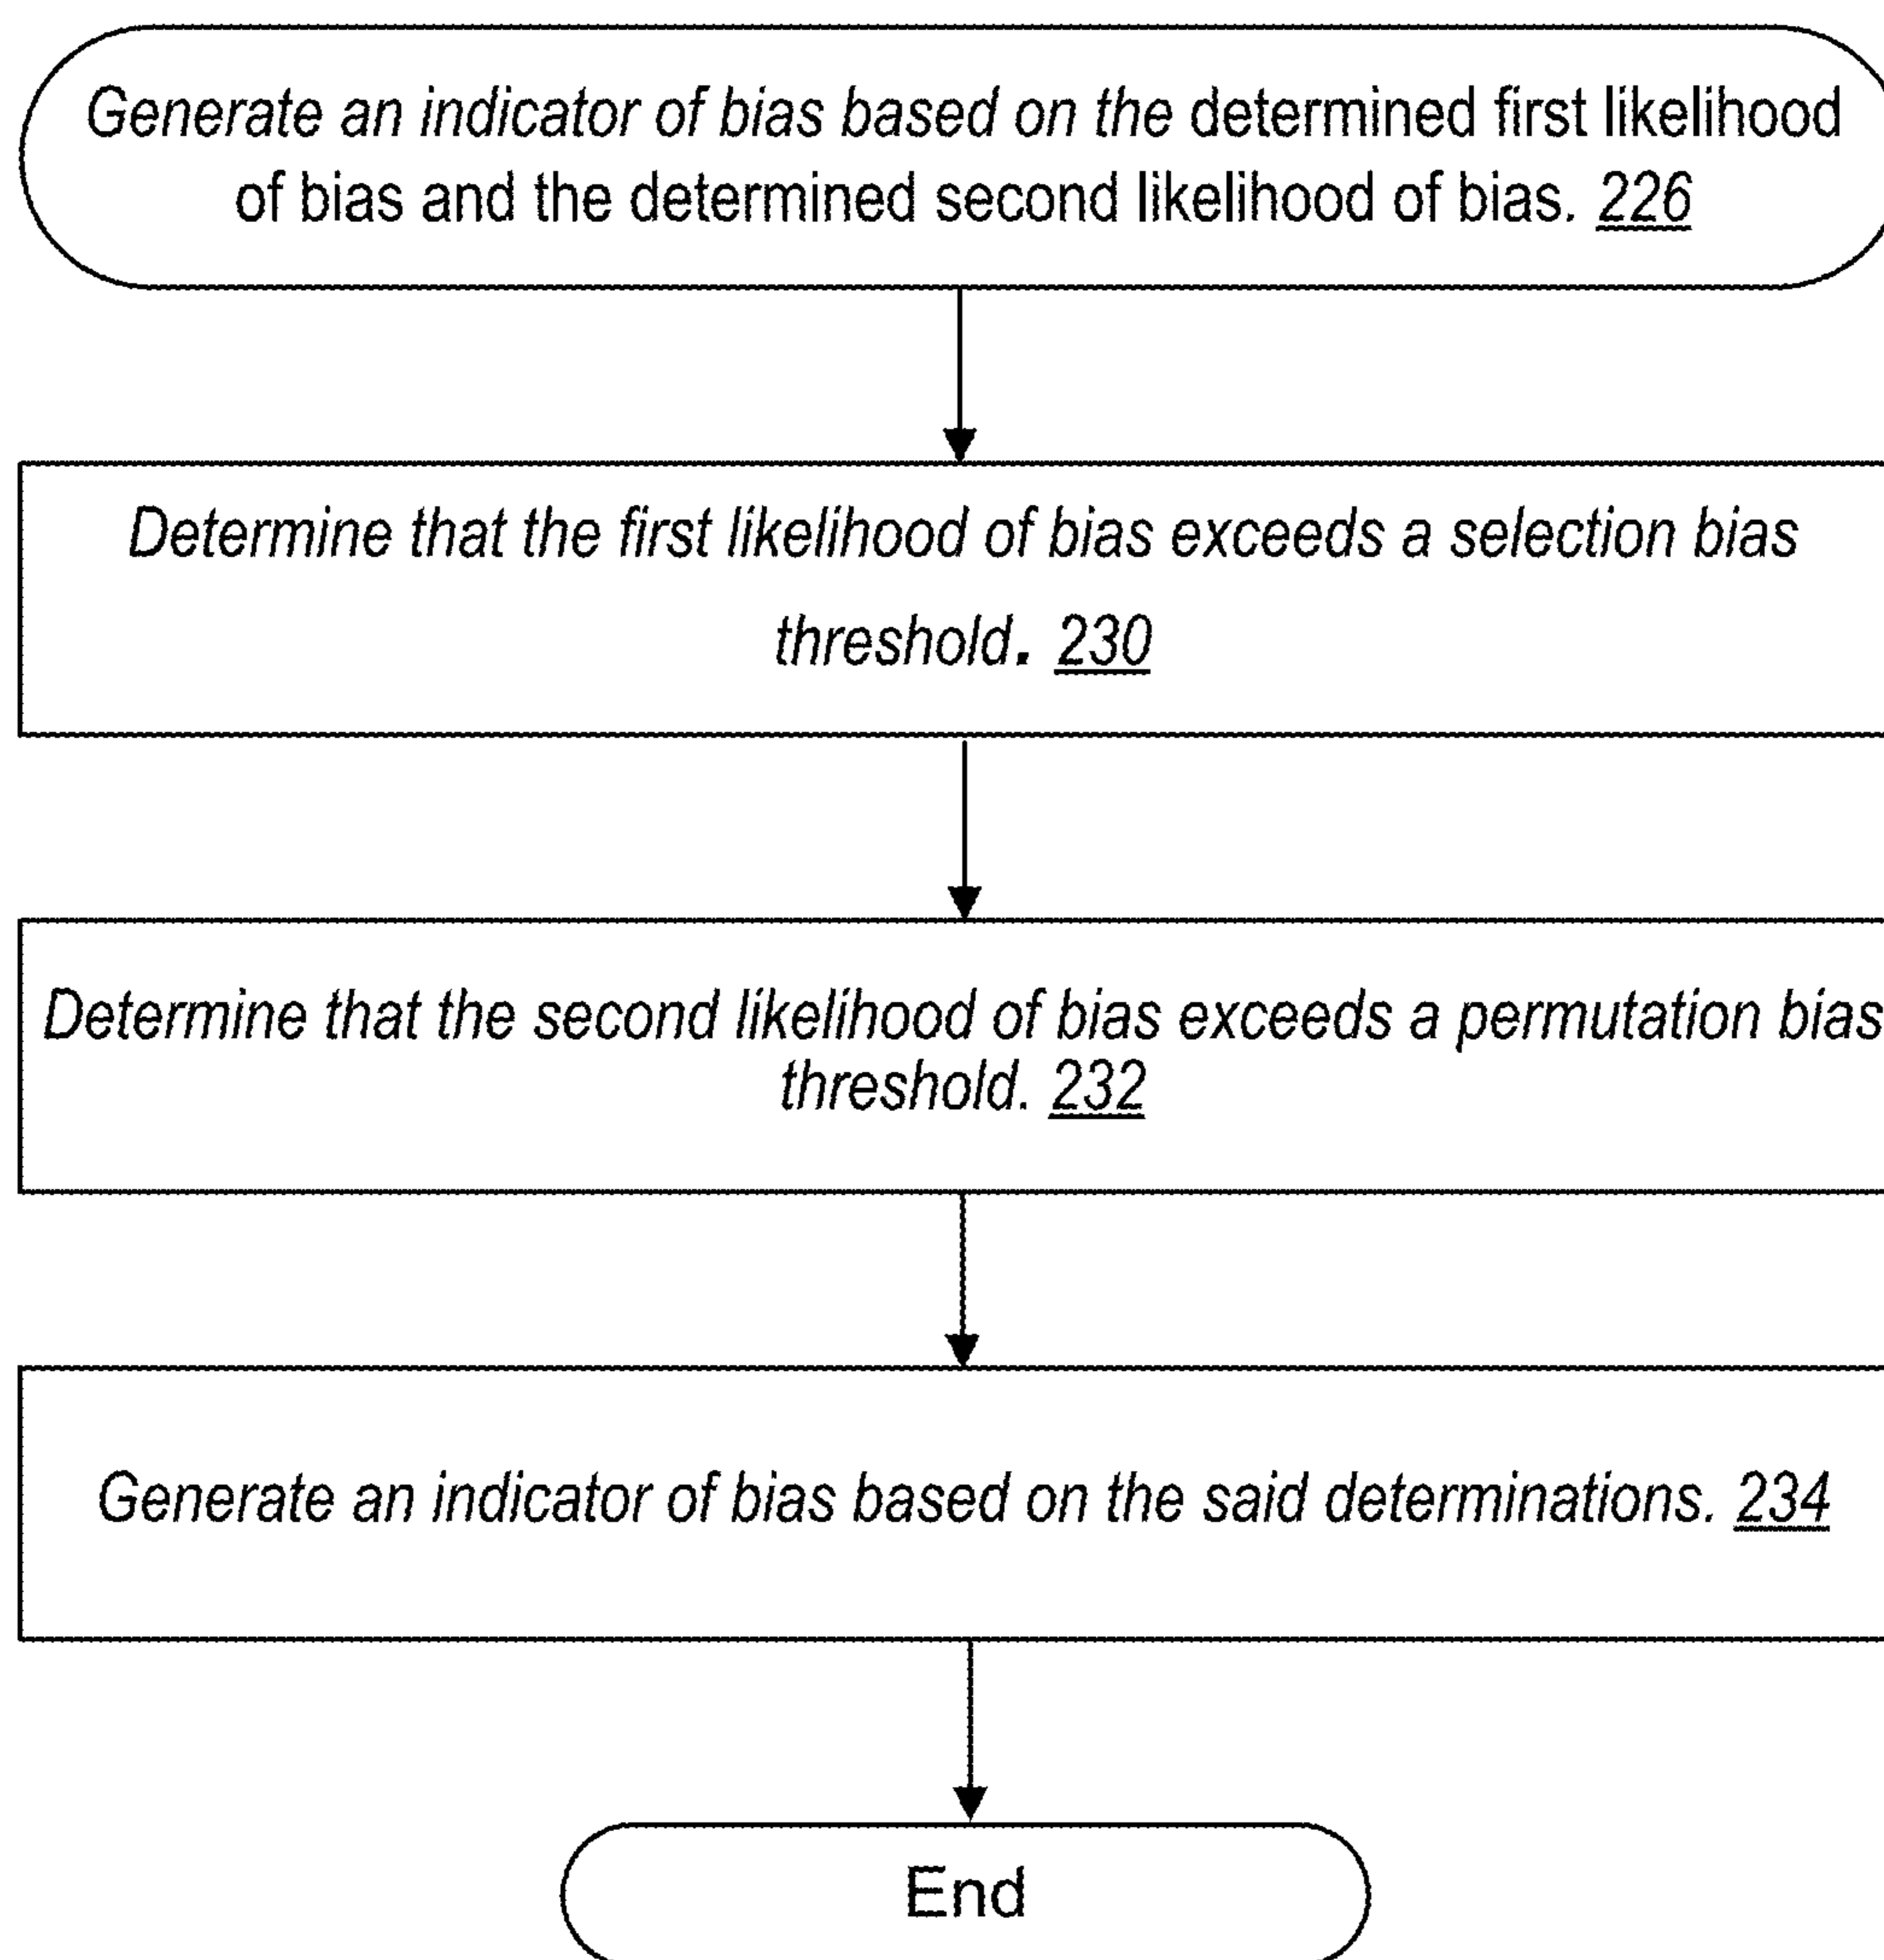 Generate an indicator of bias based on the determined first likelihood
of bias and the determined second likelihood of bias. 226
Determine that the first likelihood of bias exceeds a selection bias
threshold. 230
Determine that the second likelihood of bias exceeds a permutation bias
threshold. 232
Generate an indicator of bias based on the said determinations. 234
End